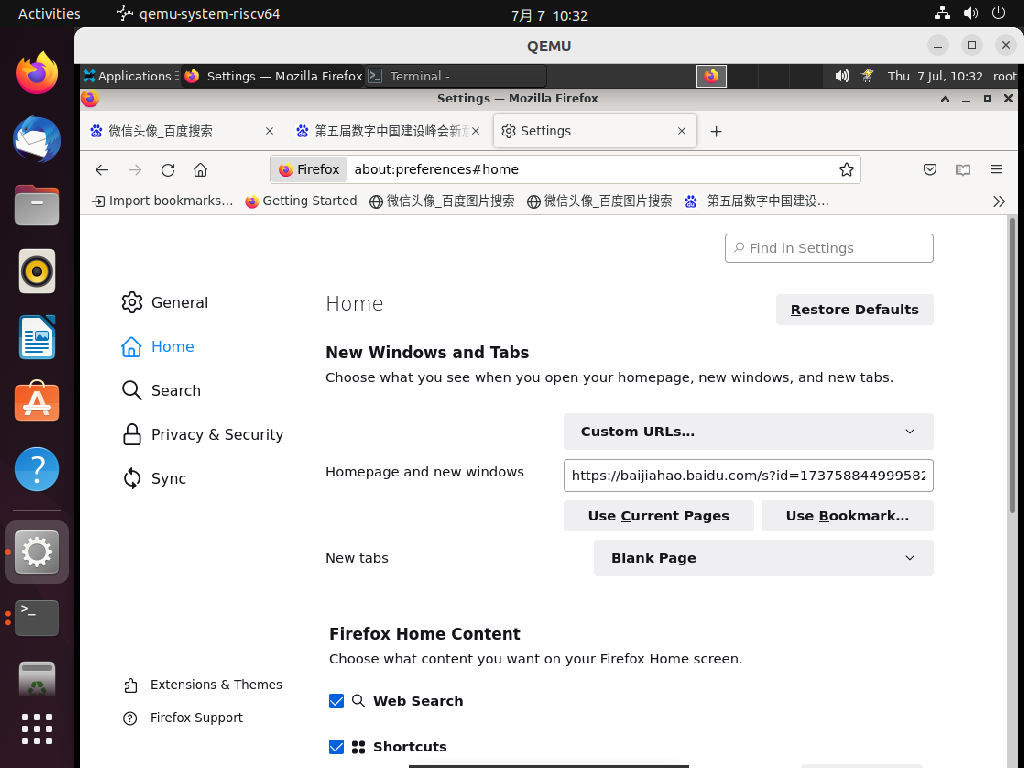 Activities qemu-system-riscv64 7月 7 10:32
QEMU
Applications Settings — Mozilla Firefox Terminal - Thu 7 Jul, 10:32 root
Settings — Mozilla Firefox
微信头像_百度搜索 第五届数字中国建设峰会新 Settings
Firefox about:preferences#home
Import bookmarks... Getting Started 微信头像_百度图片搜索 微信头像_百度图片搜索 第五届数字中国建设...
Find in Settings
General
Home
Search
Privacy & Security
Sync
Extensions & Themes
Firefox Support
Home
Restore Defaults
New Windows and Tabs
Choose what you see when you open your homepage, new windows, and new tabs.
Custom URLs...
Homepage and new windows
https://baijiahao.baidu.com/s?id=173758844999582
Use Current Pages Use Bookmark...
New tabs Blank Page
Firefox Home Content
Choose what content you want on your Firefox Home screen.
Web Search
Shortcuts